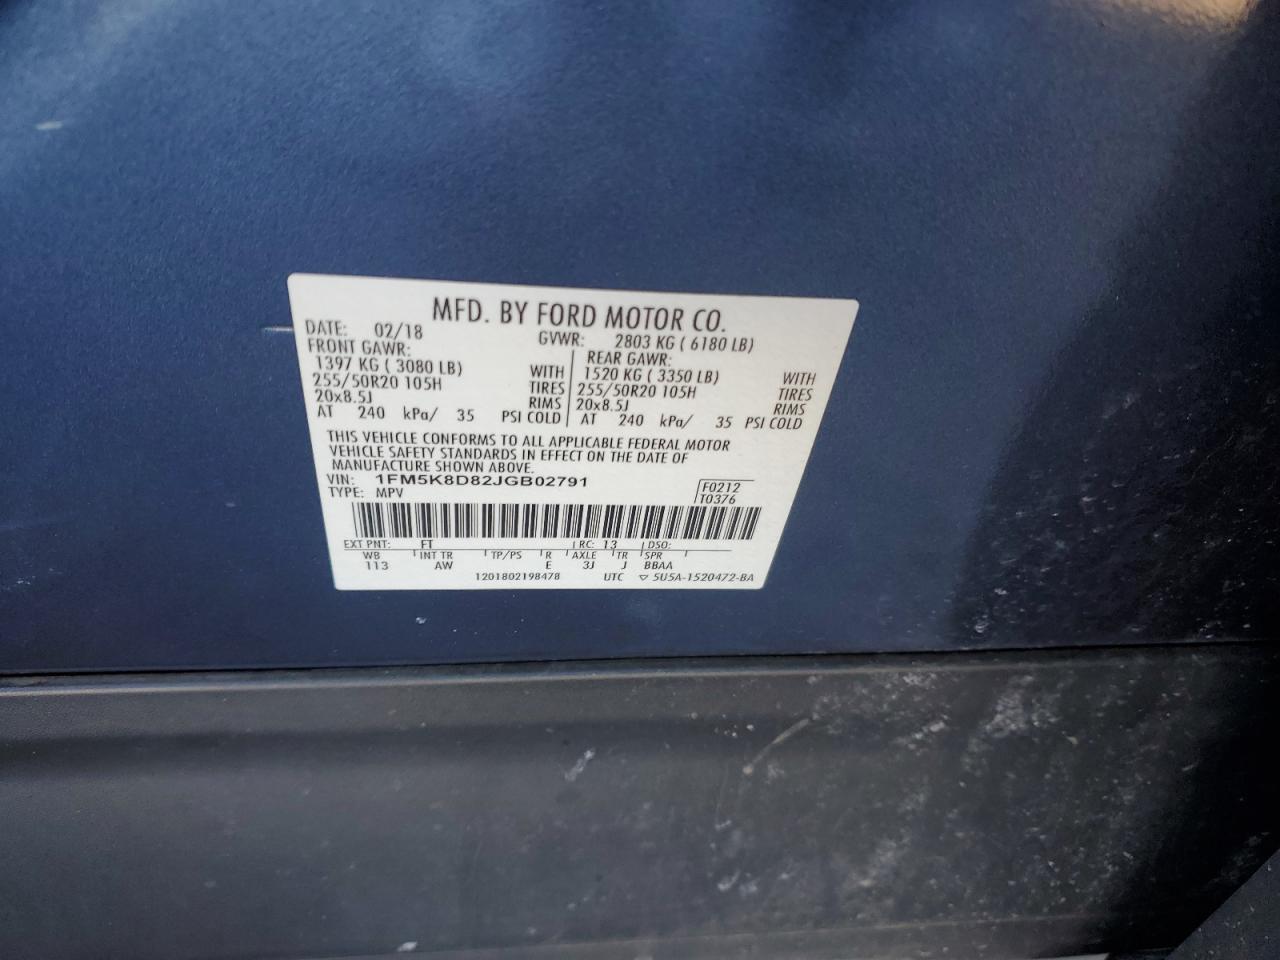 MFD. BY FORD MOTOR CO.
DATE: 02/18 GVWR: 2803 KG ( 6180 LB)
FRONT GAWR: REAR GAWR:
1397 KG ( 3080 LB) WITH 1520 KG ( 3350 LB) WITH
255/50R20 105H TIRES 255/50R20 105H TIRES
20x8.5J RIMS 20x8.5J RIMS
AT 240 kPa/ 35 PSI COLD AT 240 kPa/ 35 PSI COLD
THIS VEHICLE CONFORMS TO ALL APPLICABLE FEDERAL MOTOR
VEHICLE SAFETY STANDARDS IN EFFECT ON THE DATE OF
MANUFACTURE SHOWN ABOVE.
VIN: 1FM5K8D82JGB02791 F0212
TYPE: MPV T0376
EXT PNT: FT RC: 13 DSO:
WB INT TR TP/PS R AXLE TR SPR
113 AW E 3J J BBAA
1201802198478 UTC ▽ 5U5A-1520472-BA